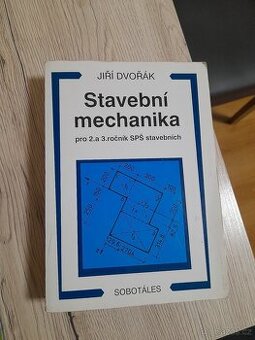 JIŘÍ DVOŘÁK
Stavební
mechanika
pro 2.a 3.ročník SPŠ stavebních
SOBOTÁLES